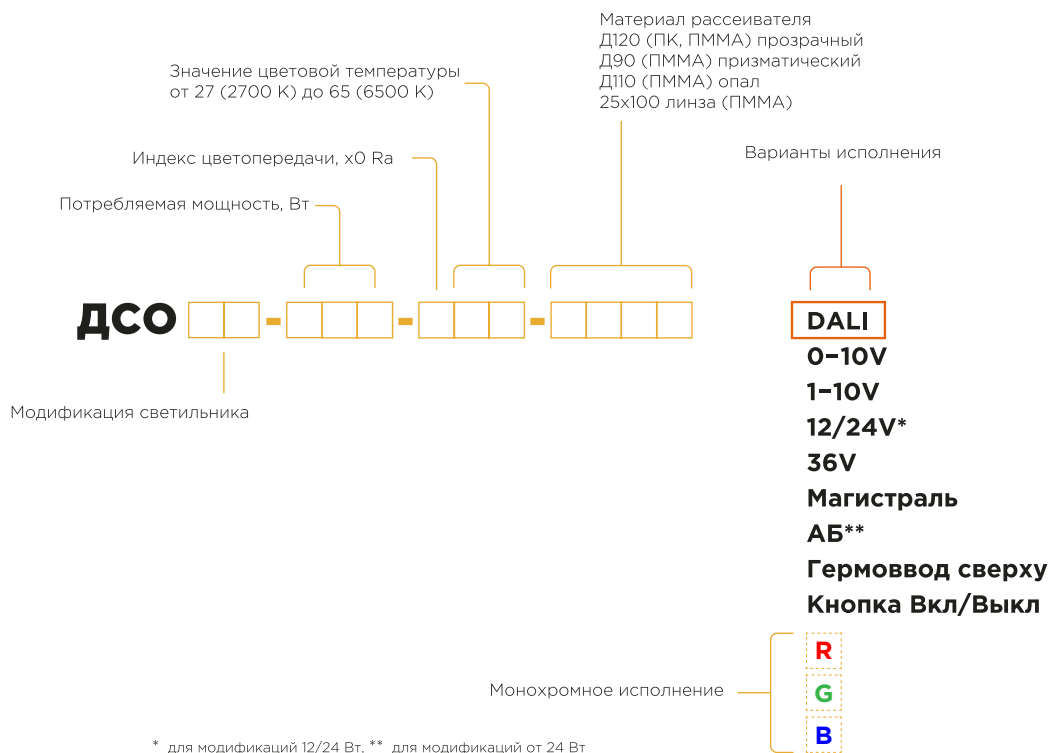 Материал рассеивателя
Д120 (ПК, ПММА) прозрачный
Д90 (ПММА) призматический
Д110 (ПММА) опал
25х100 линза (ПММА)
Значение цветовой температуры
от 27 (2700 К) до 65 (6500 К)
Индекс цветопередачи, х0 Ra
Потребляемая мощность, Вт
Варианты исполнения
ДСО - - -
Модификация светильника
DALI
0-10V
1-10V
12/24V*
36V
Магистраль
АБ**
Гермоввод сверху
Кнопка Вкл/Выкл
Монохромное исполнение
R
G
B
* для модификаций 12/24 Вт, ** для модификаций от 24 Вт